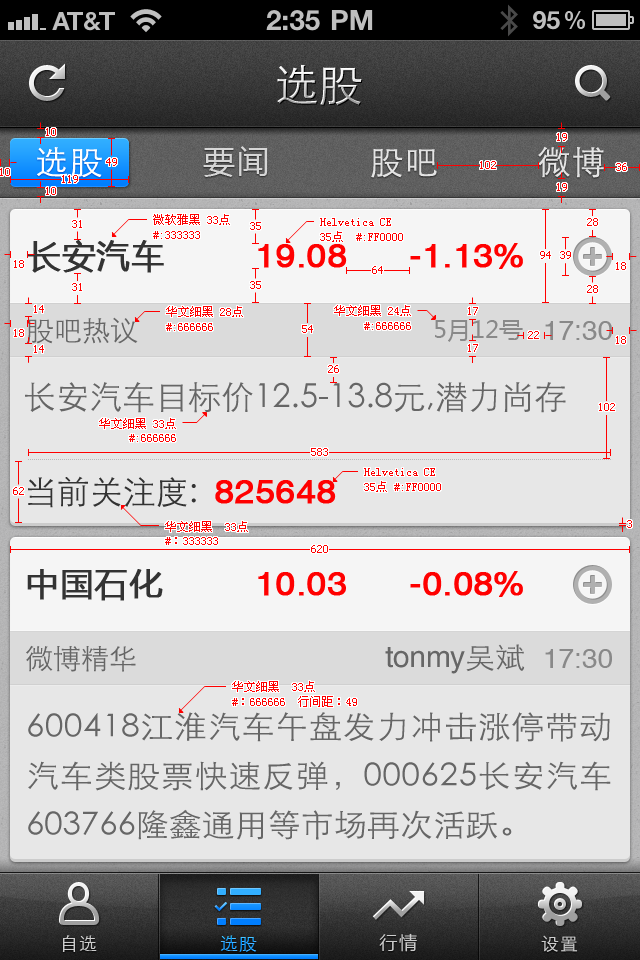 AT&T 2:35 PM 95%
选股
10
选股 要闻 股吧 微博
10 49 119 10 102 19 19 36
微软雅黑 33点
#:333333
Helvetica CE
35点 #:FF0000
31 35 28
长安汽车 19.08 -1.13%
18 64 94 39 18
31 35 28
华文细黑 28点
#:666666
华文细黑 24点
#:666666
14 17
股吧热议 5月12号 17:30
18 54 22 18
14 17
26
长安汽车目标价12.5-13.8元,潜力尚存
102
华文细黑 33点
#:666666
583
Helvetica CE
35点 #:FF0000
62
当前关注度: 825648
华文细黑 33点
#: 333333
3
620
中国石化 10.03 -0.08%
微博精华 tonmy吴斌 17:30
华文细黑 33点
#: 666666 行间距: 49
600418江淮汽车午盘发力冲击涨停带动
汽车类股票快速反弹，000625长安汽车
603766隆鑫通用等市场再次活跃。
自选 选股 行情 设置